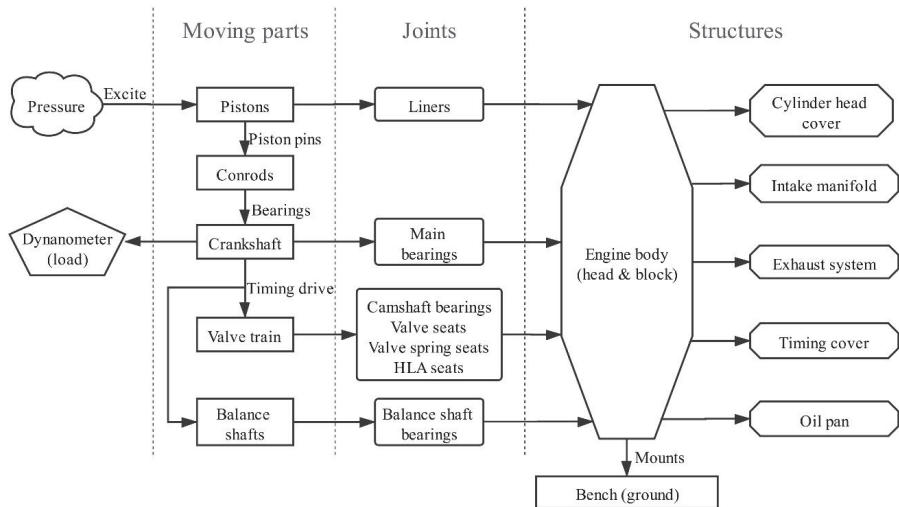 Moving parts
Joints
Structures
Pressure
Excite
Pistons
Liners
Cylinder head
cover
Piston pins
Conrods
Intake manifold
Bearings
Dynanometer
(load)
Crankshaft
Main
bearings
Engine body
(head & block)
Exhaust system
Timing drive
Valve train
Camshaft bearings
Valve seats
Valve spring seats
HLA seats
Timing cover
Balance
shafts
Balance shaft
bearings
Oil pan
Mounts
Bench (ground)